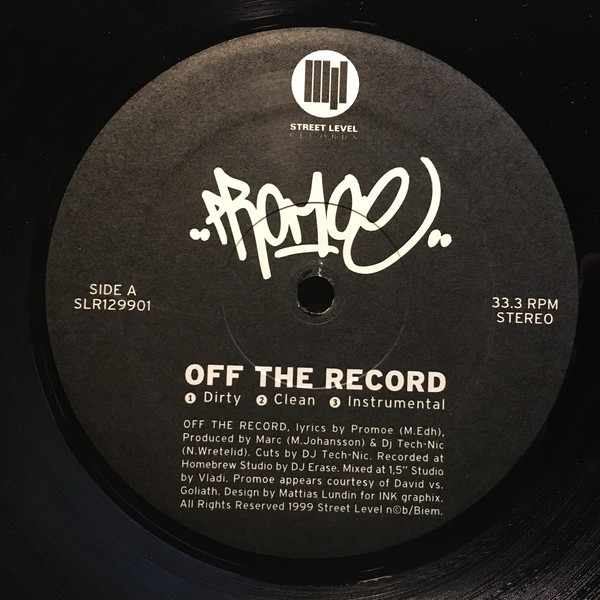 STREET LEVEL
RECORDS
PROMOE
SIDE A
SLR129901
33.3 RPM
STEREO
OFF THE RECORD
1 Dirty 2 Clean 3 Instrumental
OFF THE RECORD, lyrics by Promoe (M.Edh),
Produced by Marc (M.Johansson) & Dj Tech-Nic
(N.Wretelid). Cuts by DJ Tech-Nic. Recorded at
Homebrew Studio by DJ Erase. Mixed at 1,5" Studio
by Vladi. Promoe appears courtesy of David vs.
Goliath. Design by Mattias Lundin for INK graphix.
All Rights Reserved 1999 Street Level n©b/Biem.